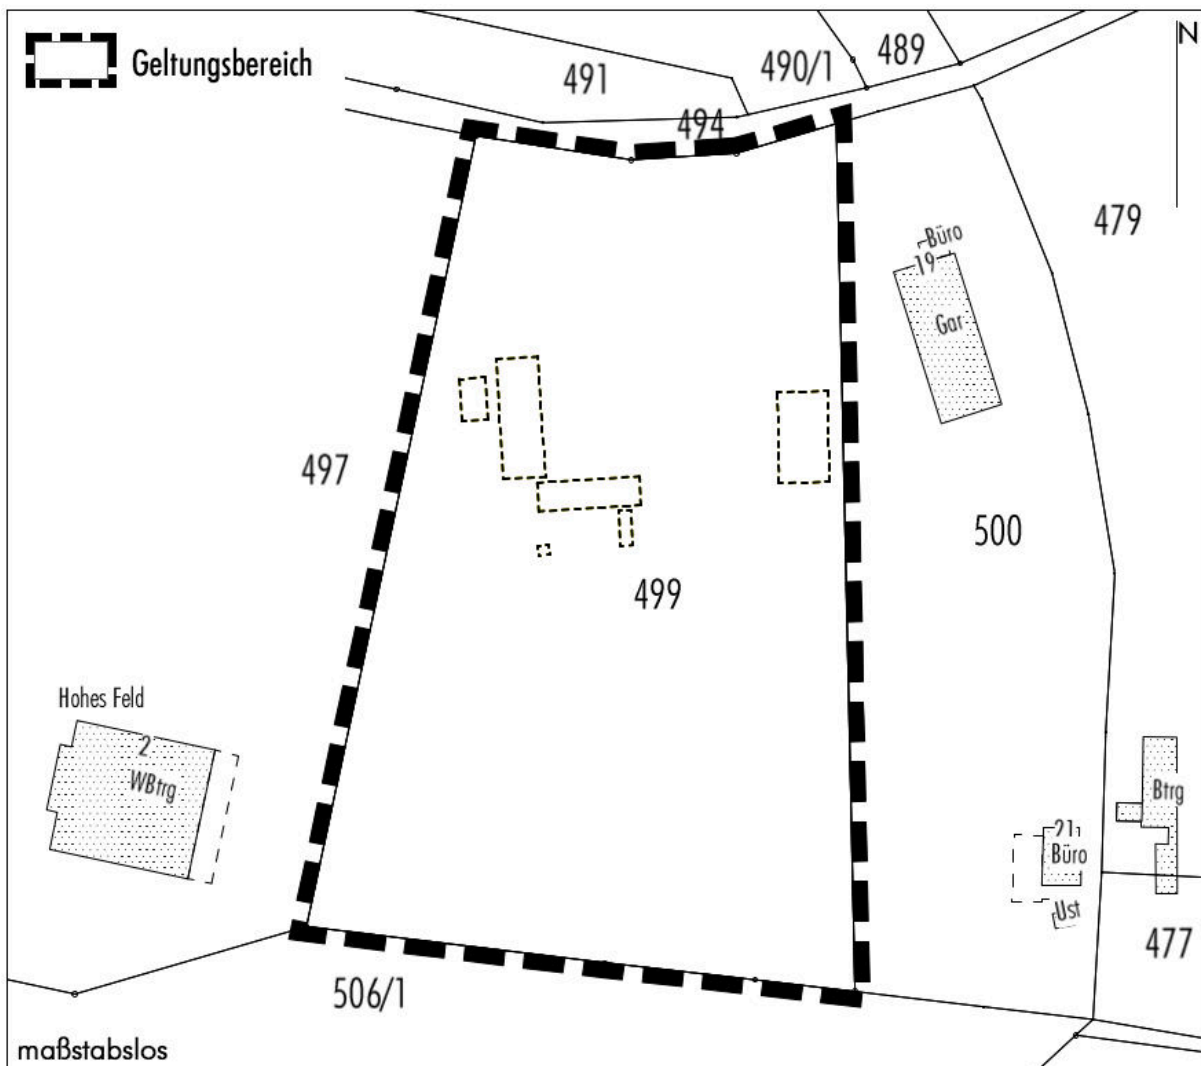 Geltungsbereich
N
491
490/1
489
494
479
Büro
19
Gar
497
500
499
Hohes Feld
2
WBtrg
Btrg
21
Büro
Ust
477
506/1
maßstabslos